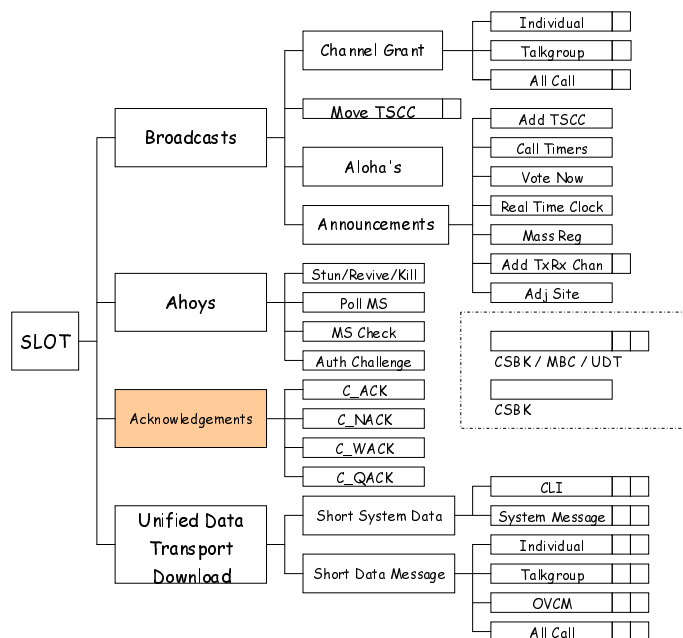 Individual
Channel Grant
Talkgroup
All Call
Move TSCC
Broadcasts
Add TSCC
Call Timers
Aloha's
Vote Now
Real Time Clock
Announcements
Mass Reg
Add TxRx Chan
Adj Site
Stun/Revive/Kill
Ahoys
Poll MS
MS Check
Auth Challenge
SLOT
CSBK / MBC / UDT
CSBK
C_ACK
Acknowledgements
C_NACK
C_WACK
C_QACK
CLI
Short System Data
System Message
Unified Data
Transport
Download
Individual
Short Data Message
Talkgroup
OVCM
All Call